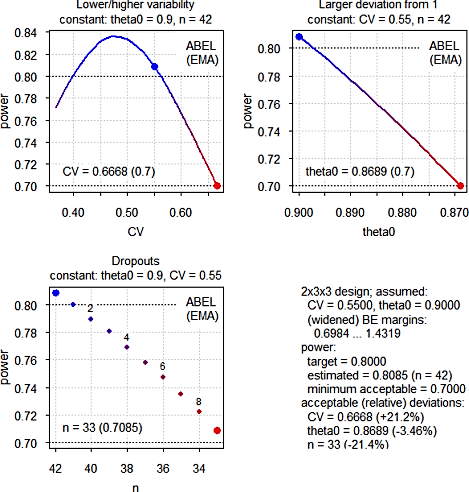 Lower/higher variability
constant: theta0 = 0.9, n = 42
ABEL
(EMA)
power
0.84
0.82
0.80
0.78
0.76
0.74
0.72
0.70
CV = 0.6668 (0.7)
0.40
0.50
0.60
CV
Larger deviation from 1
constant: CV = 0.55, n = 42
ABEL
(EMA)
power
0.80
0.78
0.76
0.74
0.72
0.70
theta0 = 0.8689 (0.7)
0.900
0.890
0.880
0.870
theta0
Dropouts
constant: theta0 = 0.9, CV = 0.55
ABEL
(EMA)
power
0.80
0.78
0.76
0.74
0.72
0.70
2
4
6
8
n = 33 (0.7085)
42
40
38
36
34
n
2x3x3 design; assumed:
CV = 0.5500, theta0 = 0.9000
(widened) BE margins:
0.6984 ... 1.4319
power:
target = 0.8000
estimated = 0.8085 (n = 42)
minimum acceptable = 0.7000
acceptable (relative) deviations:
CV = 0.6668 (+21.2%)
theta0 = 0.8689 (-3.46%)
n = 33 (-21.4%)